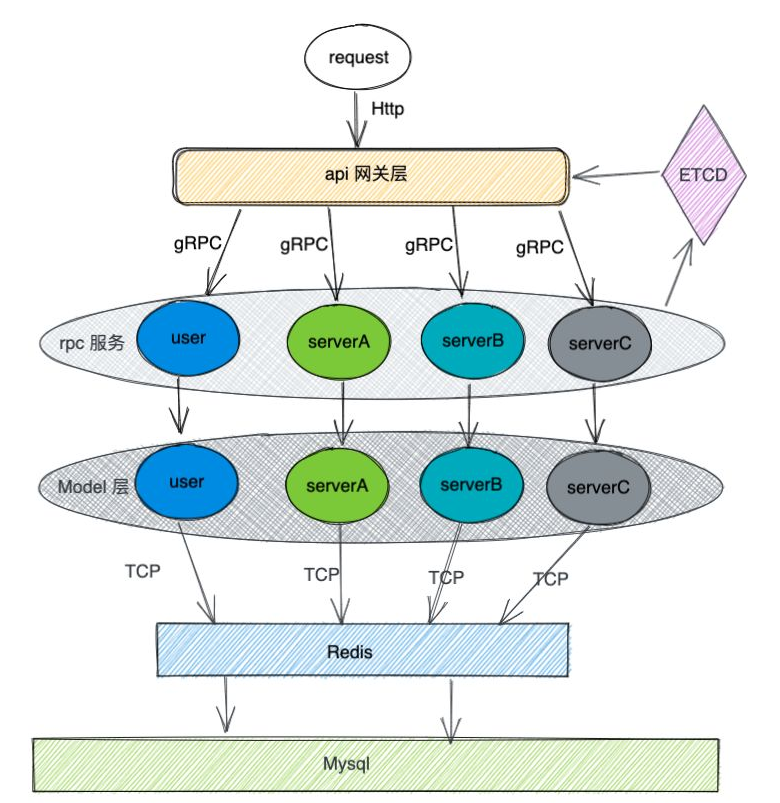 request
Http
api 网关层
ETCD
gRPC
gRPC
gRPC
gRPC
rpc 服务
user
serverA
serverB
serverC
Model 层
user
serverA
serverB
serverC
TCP
TCP
TCP
TCP
Redis
Mysql